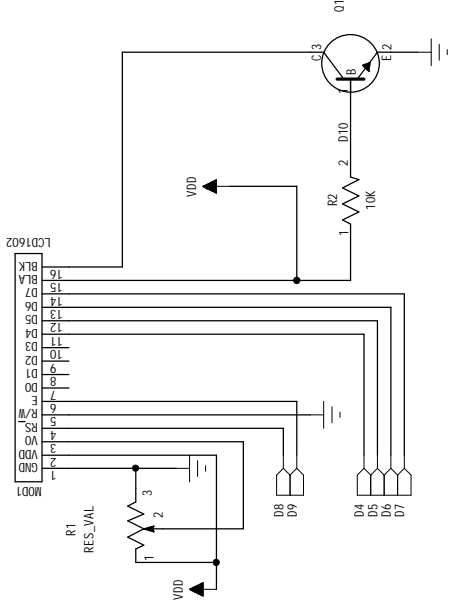 Q1
C 3
B
1
E 2
D10
2
R2
10K
1
VDD
LCD1602
BLK
BLA
D7
D6
D5
D4
D3
D2
D1
D0
E
R/W
RS
VO
VDD
GND
16
15
14
13
12
11
10
9
8
7
6
5
4
3
2
1
MOD1
R1
RES_VAL
3
2
1
VDD
D8
D9
D4
D5
D6
D7